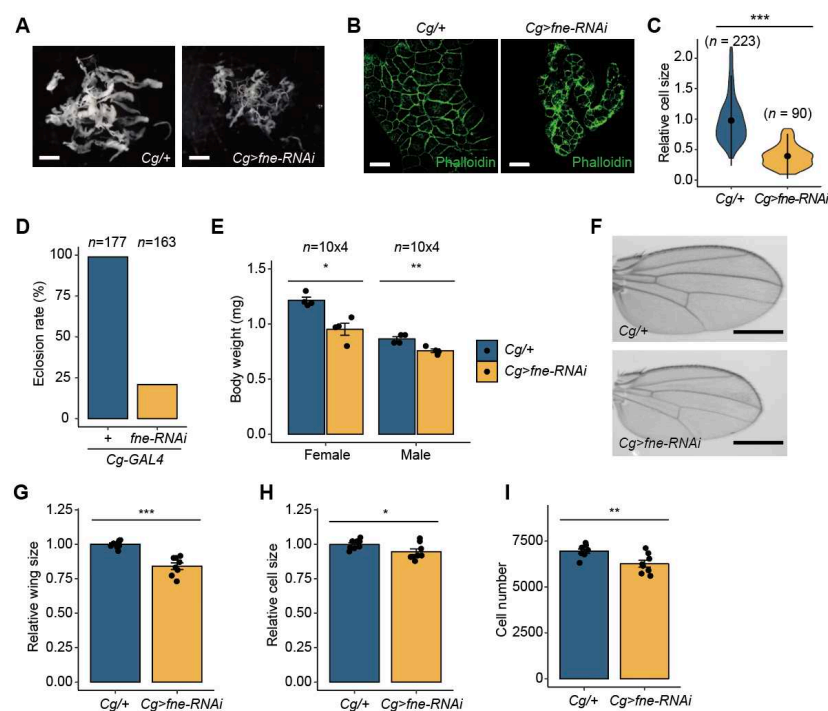 A
Cg/+
Cg>fne-RNAi
B
Cg/+
Cg>fne-RNAi
Phalloidin
Phalloidin
C
***
(n = 223)
(n = 90)
Relative cell size
2.0
1.5
1.0
0.5
0.0
Cg/+
Cg>fne-RNAi
D
n=177
n=163
Eclosion rate (%)
100
75
50
25
0
+
fne-RNAi
Cg-GAL4
E
n=10x4
n=10x4
*
**
Body weight (mg)
1.5
1.0
0.5
0.0
Female
Male
Cg/+
Cg>fne-RNAi
F
Cg/+
Cg>fne-RNAi
G
***
Relative wing size
1.25
1.00
0.75
0.50
0.25
0.00
Cg/+
Cg>fne-RNAi
H
*
Relative cell size
1.25
1.00
0.75
0.50
0.25
0.00
Cg/+
Cg>fne-RNAi
I
**
Cell number
7500
5000
2500
0
Cg/+
Cg>fne-RNAi